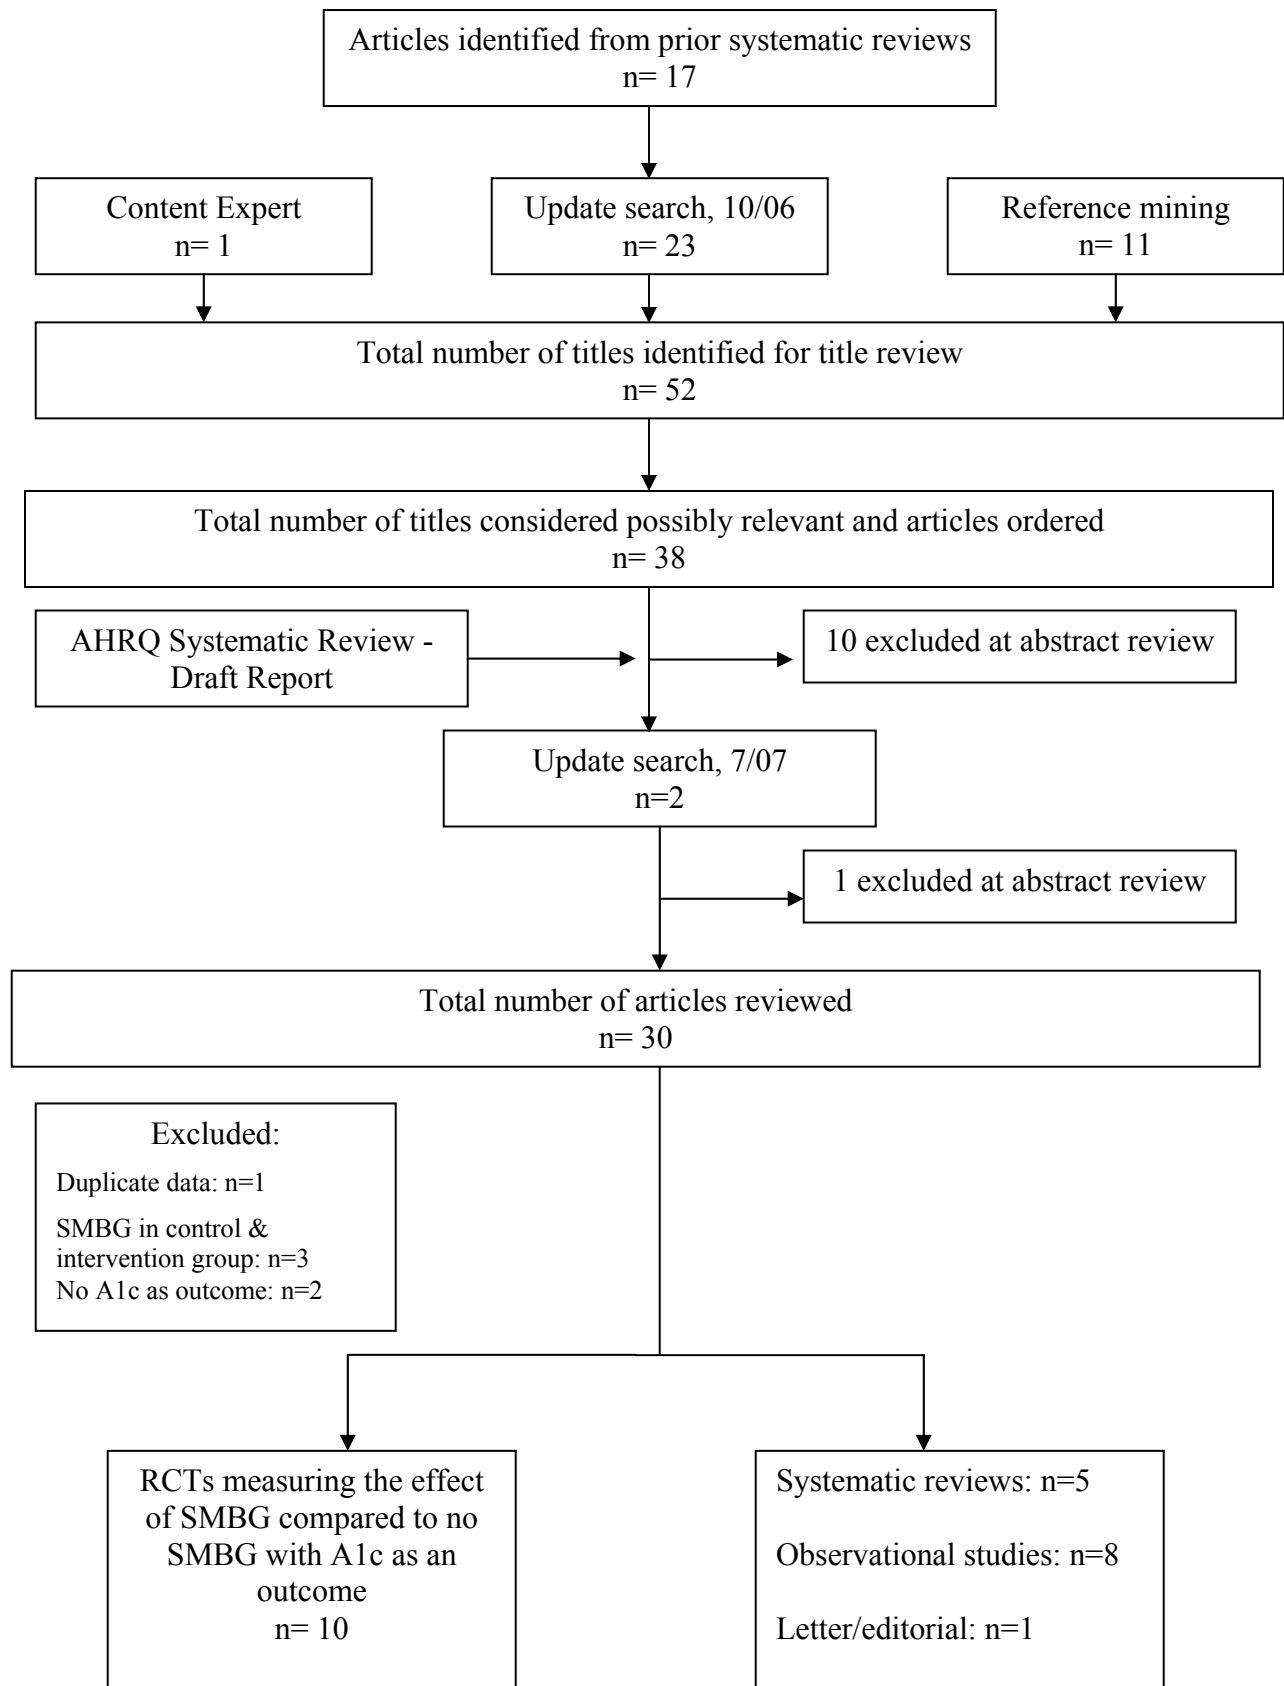 Articles identified from prior systematic reviews
n= 17
Content Expert
n= 1
Update search, 10/06
n= 23
Reference mining
n= 11
Total number of titles identified for title review
n= 52
Total number of titles considered possibly relevant and articles ordered
n= 38
AHRQ Systematic Review -
Draft Report
10 excluded at abstract review
Update search, 7/07
n=2
1 excluded at abstract review
Total number of articles reviewed
n= 30
Excluded:
Duplicate data: n=1
SMBG in control &
intervention group: n=3
No A1c as outcome: n=2
RCTs measuring the effect
of SMBG compared to no
SMBG with A1c as an
outcome
n= 10
Systematic reviews: n=5
Observational studies: n=8
Letter/editorial: n=1